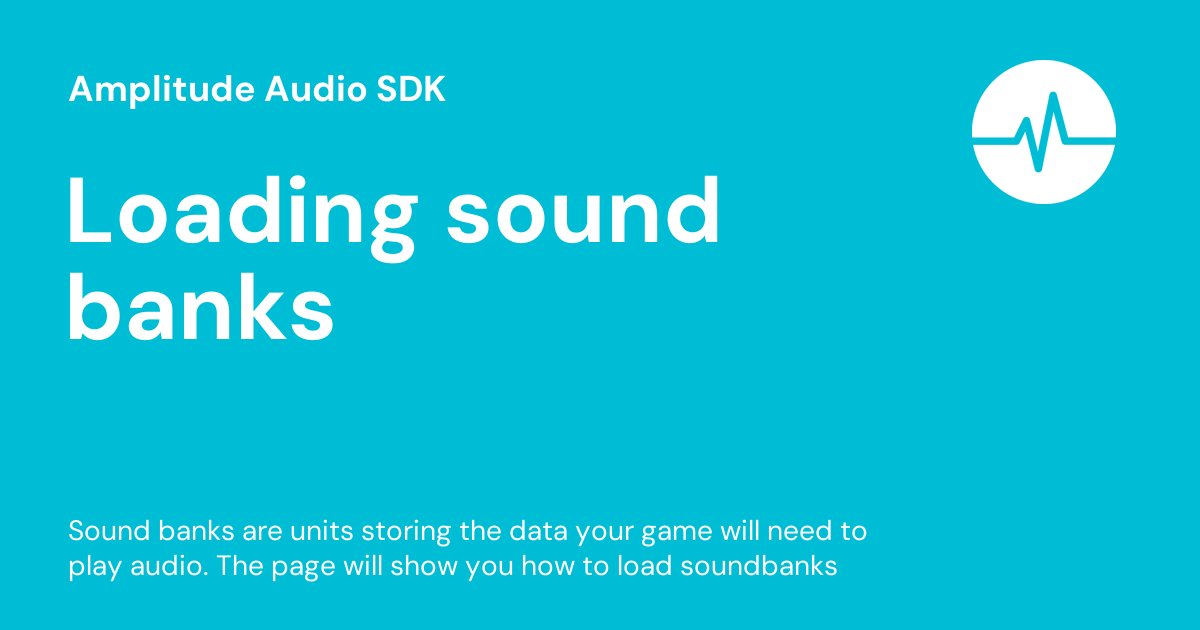 Amplitude Audio SDK
Loading sound
banks
Sound banks are units storing the data your game will need to
play audio. The page will show you how to load soundbanks